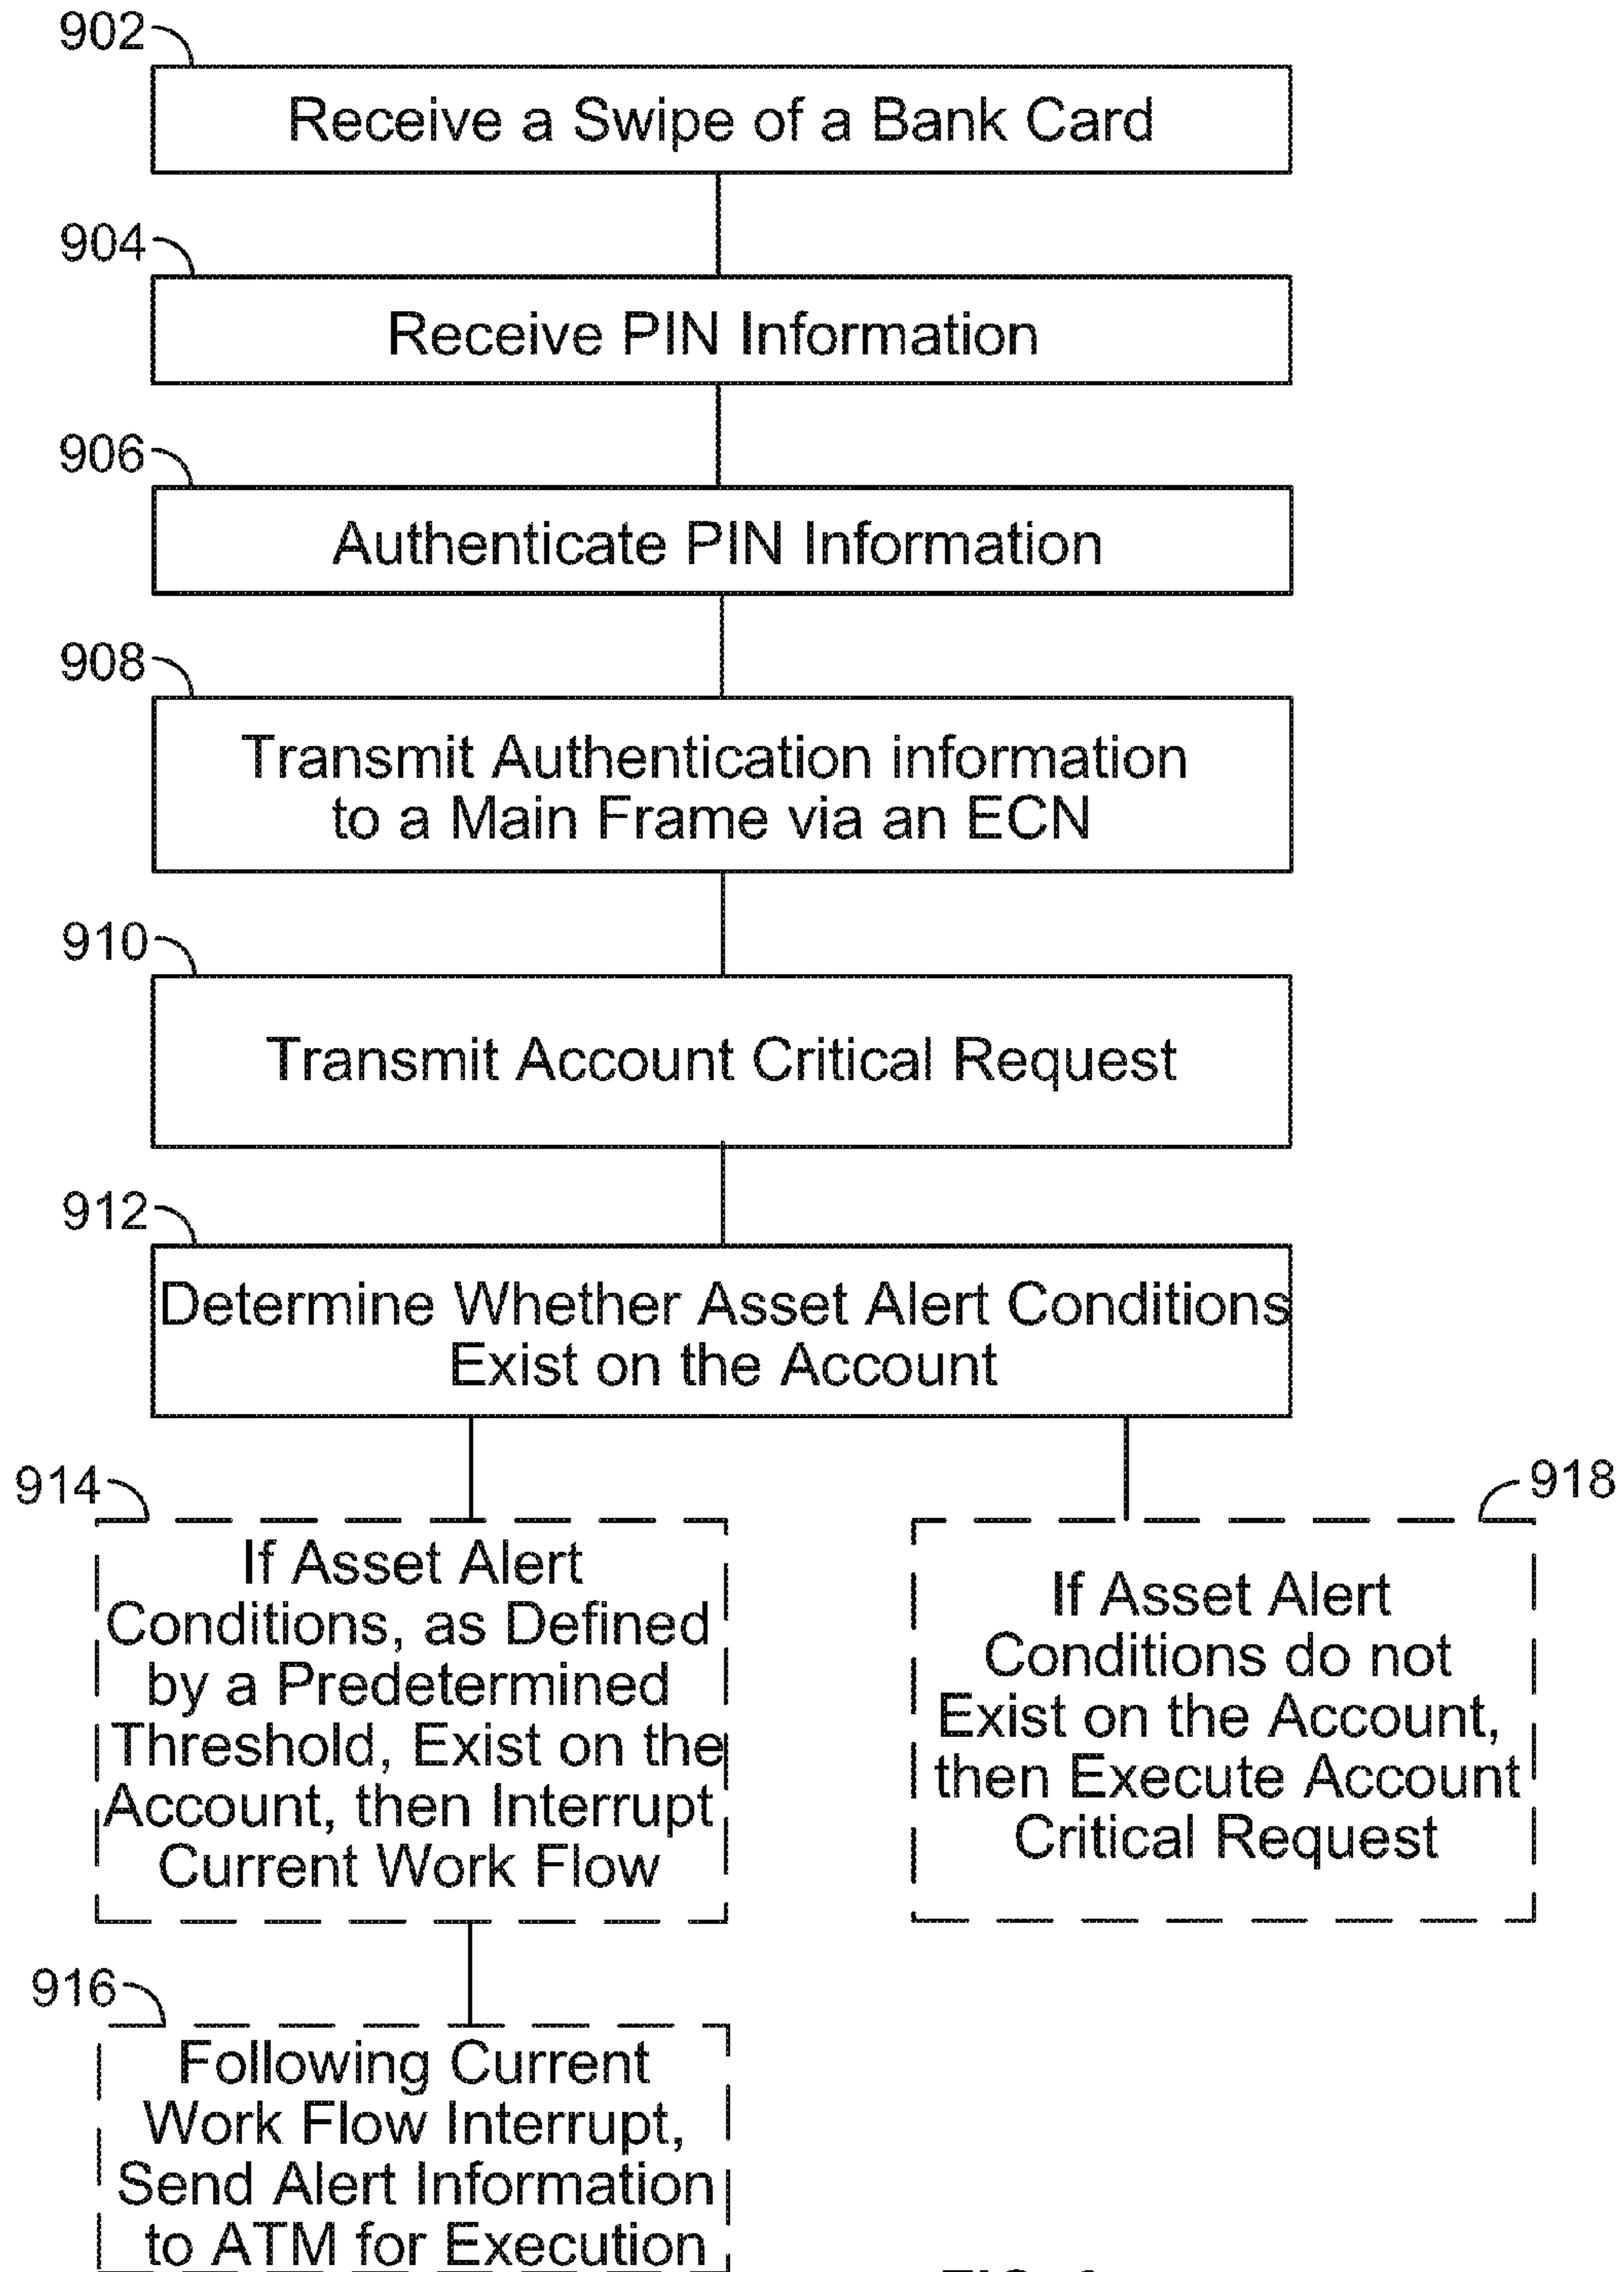 902
Receive a Swipe of a Bank Card
904
Receive PIN Information
906
Authenticate PIN Information
908
Transmit Authentication information
to a Main Frame via an ECN
910
Transmit Account Critical Request
912
Determine Whether Asset Alert Conditions
Exist on the Account
914
If Asset Alert
Conditions, as Defined
by a Predetermined
Threshold, Exist on the
Account, then Interrupt
Current Work Flow
918
If Asset Alert
Conditions do not
Exist on the Account,
then Execute Account
Critical Request
916
Following Current
Work Flow Interrupt,
Send Alert Information
to ATM for Execution